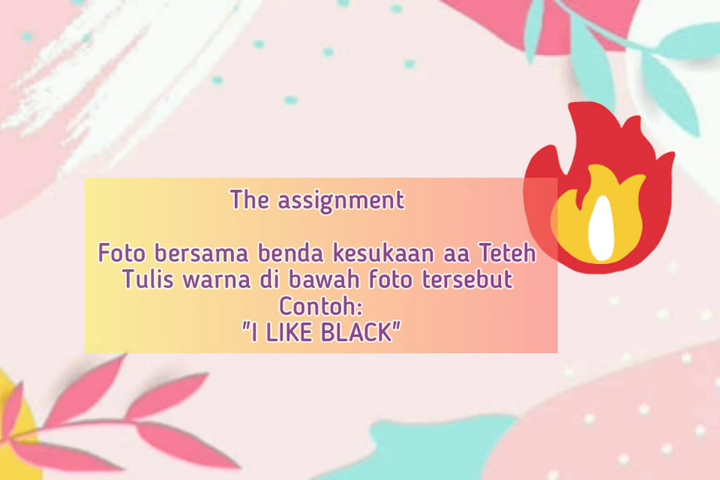 The assignment
Foto bersama benda kesukaan aa Teteh
Tulis warna di bawah foto tersebut
Contoh:
"I LIKE BLACK"